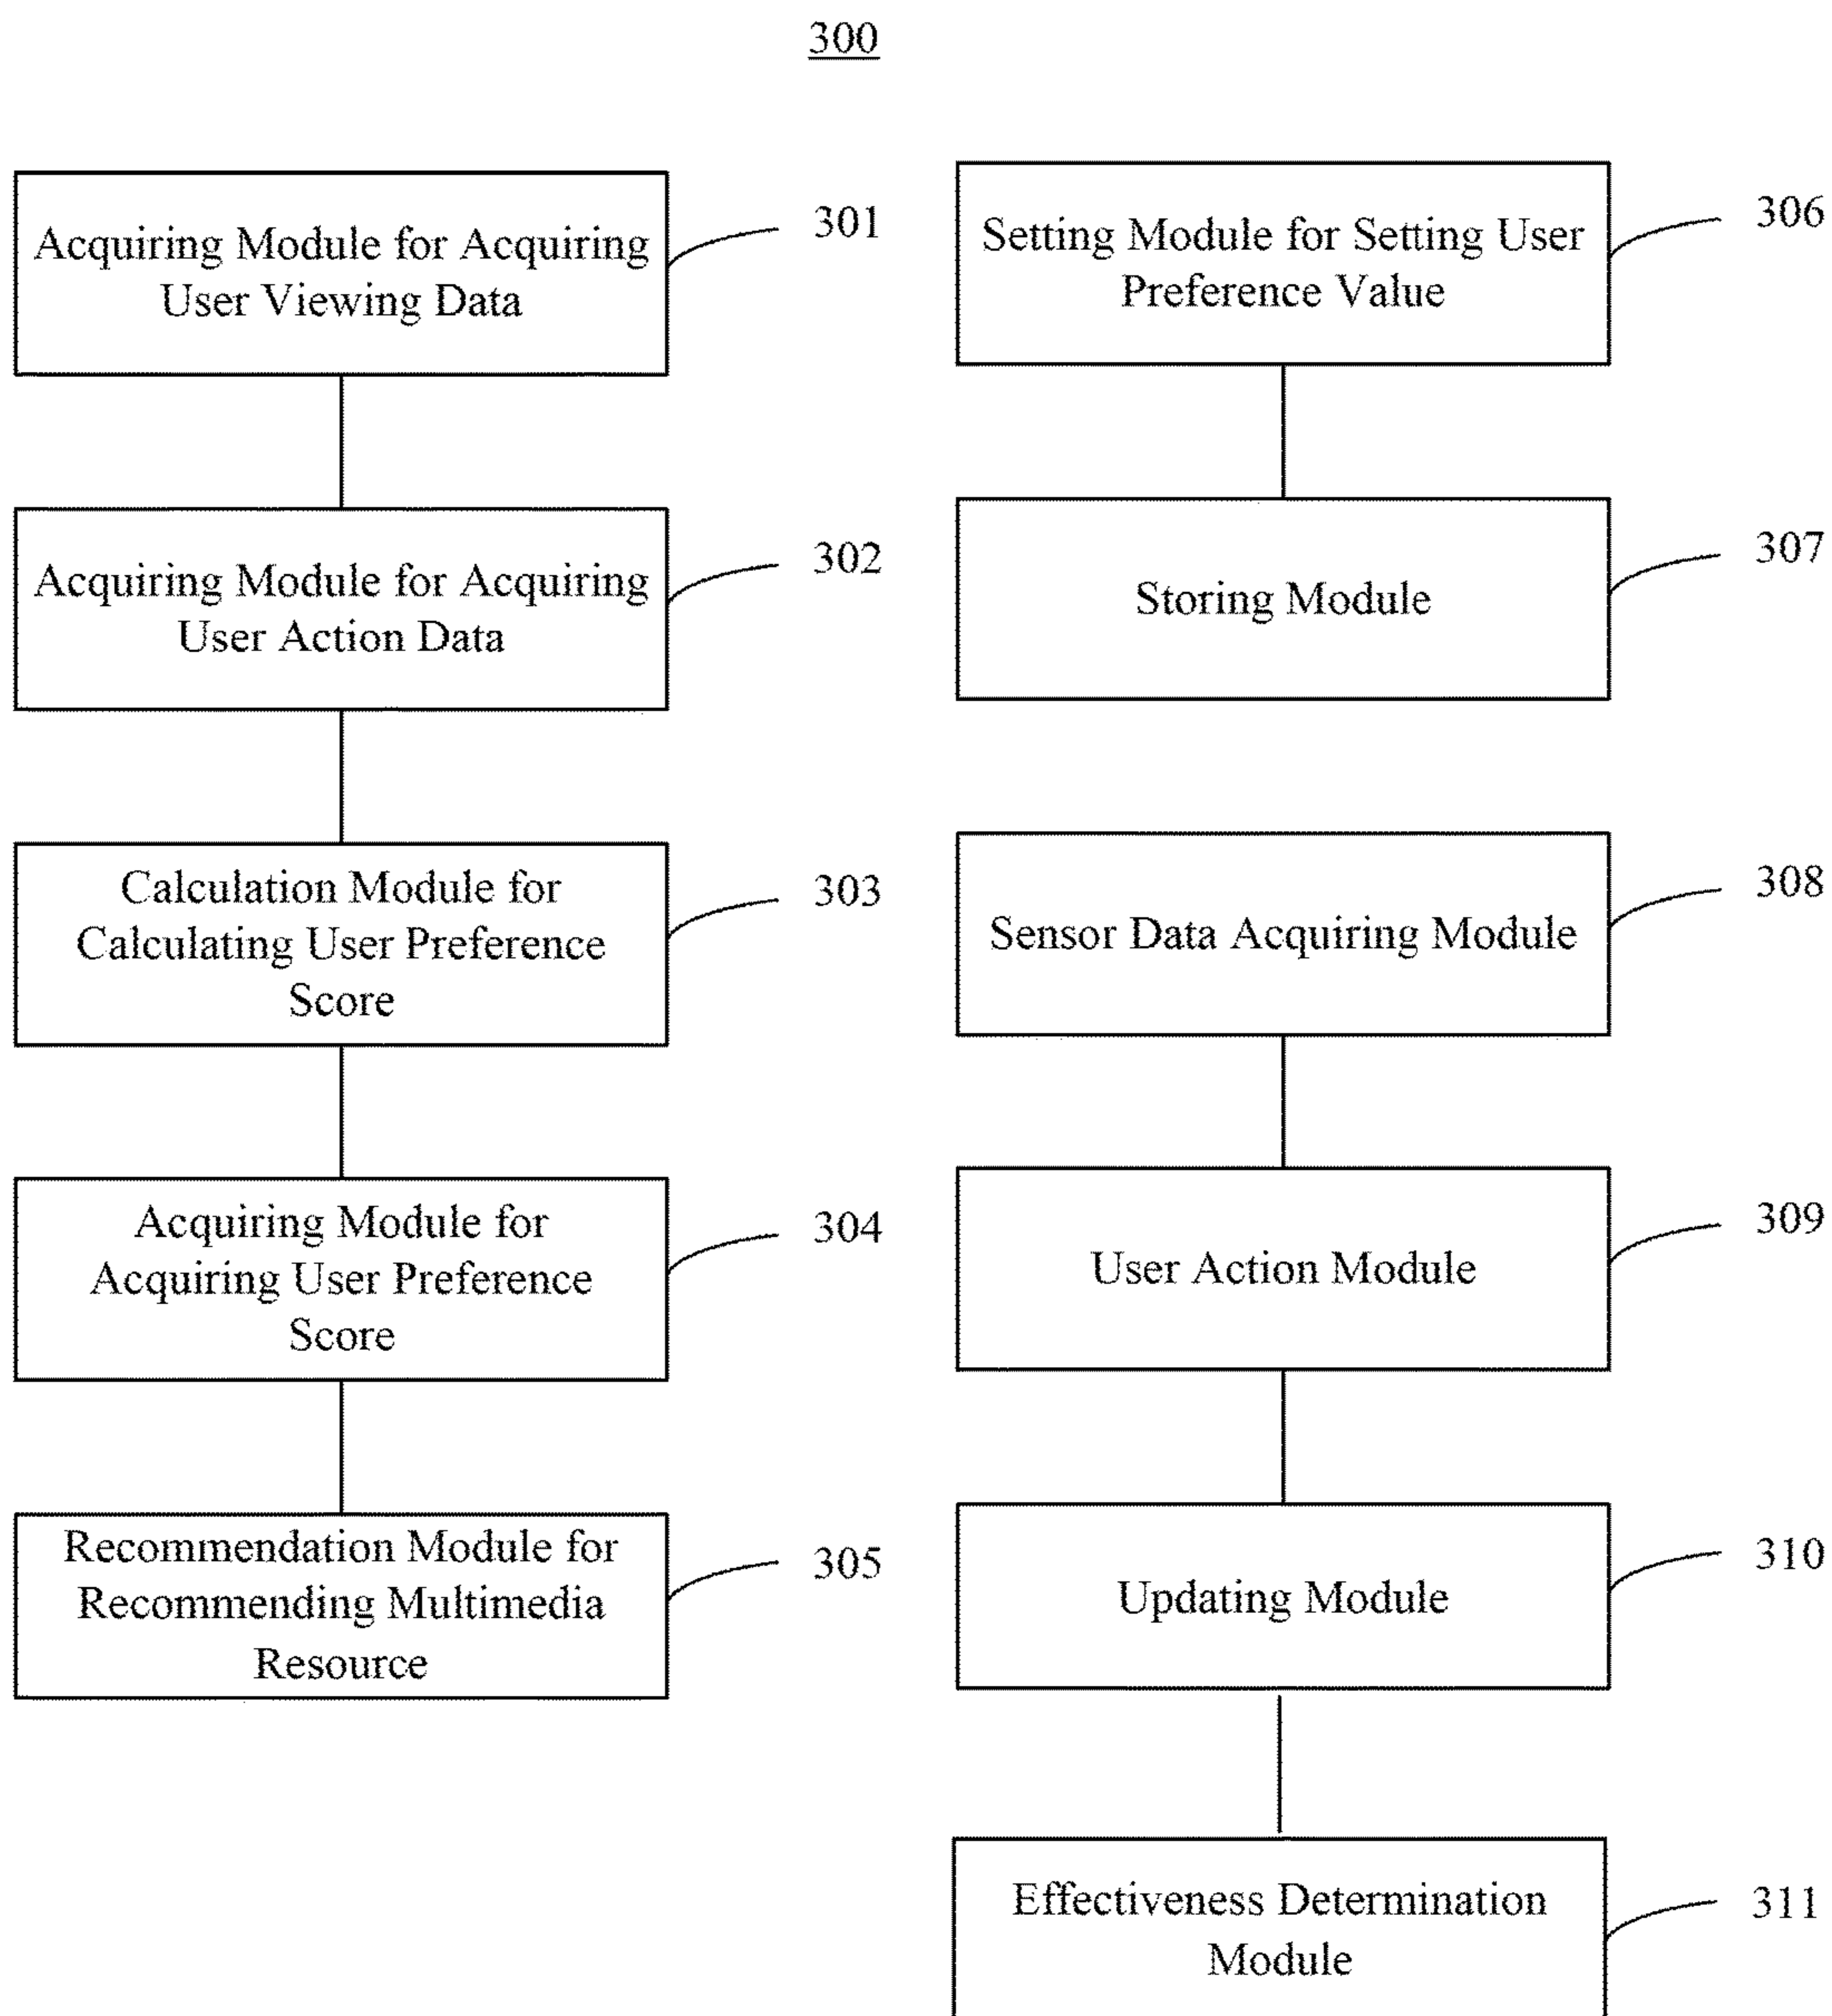 300
Acquiring Module for Acquiring
User Viewing Data
301
Acquiring Module for Acquiring
User Action Data
302
Calculation Module for
Calculating User Preference
Score
303
Acquiring Module for
Acquiring User Preference
Score
304
Recommendation Module for
Recommending Multimedia
Resource
305
Setting Module for Setting User
Preference Value
306
Storing Module
307
Sensor Data Acquiring Module
308
User Action Module
309
Updating Module
310
Effectiveness Determination
Module
311